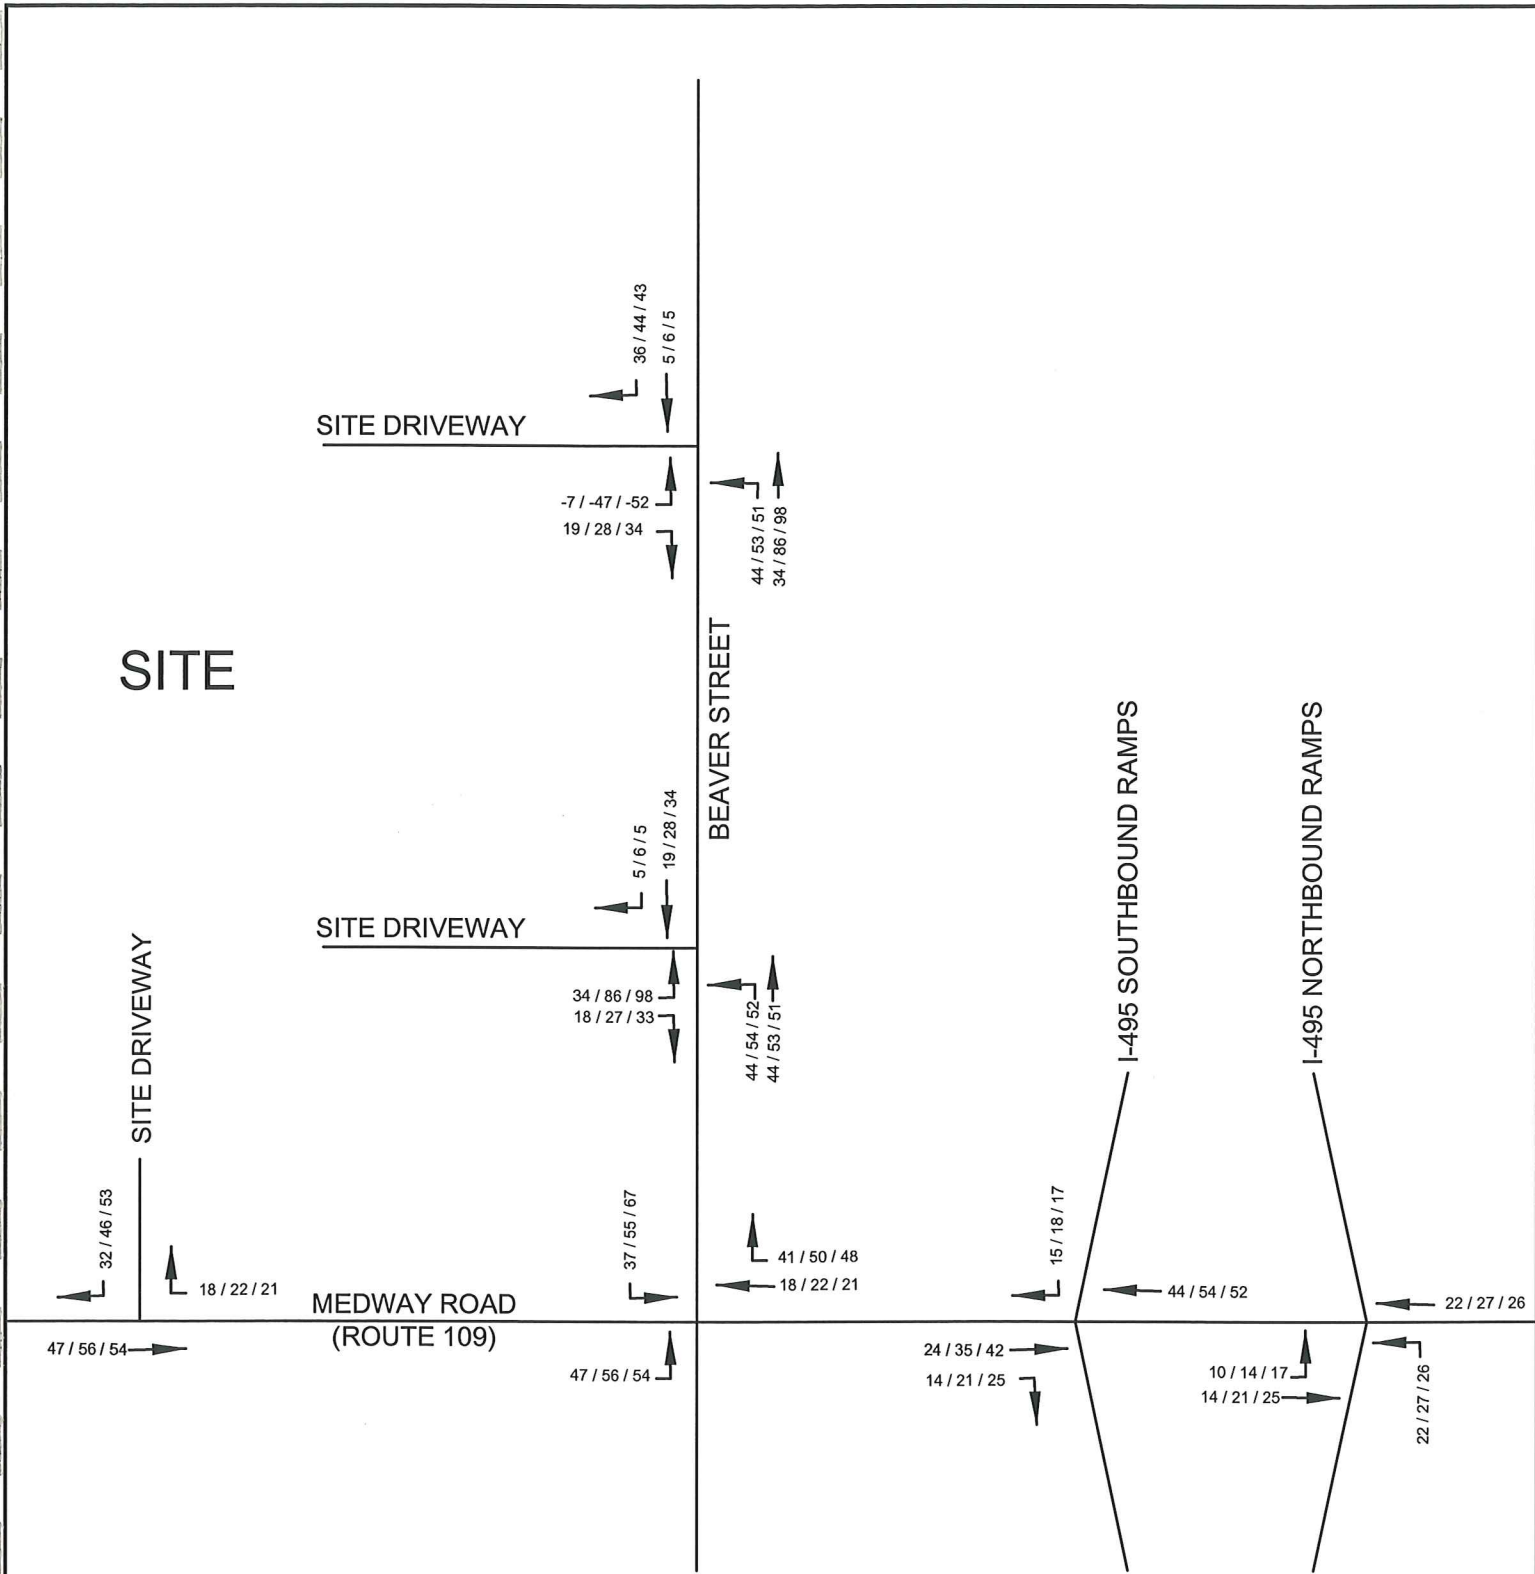 36 / 44 / 43
5 / 6 / 5
SITE DRIVEWAY
-7 / -47 / -52
19 / 28 / 34
44 / 53 / 51
34 / 86 / 98
SITE
BEAVER STREET
I-495 SOUTHBOUND RAMPS
I-495 NORTHBOUND RAMPS
5 / 6 / 5
19 / 28 / 34
SITE DRIVEWAY
34 / 86 / 98
18 / 27 / 33
44 / 54 / 52
44 / 53 / 51
SITE DRIVEWAY
32 / 46 / 53
18 / 22 / 21
37 / 55 / 67
41 / 50 / 48
18 / 22 / 21
15 / 18 / 17
44 / 54 / 52
22 / 27 / 26
MEDWAY ROAD
(ROUTE 109)
47 / 56 / 54
47 / 56 / 54
24 / 35 / 42
14 / 21 / 25
10 / 14 / 17
14 / 21 / 25
22 / 27 / 26